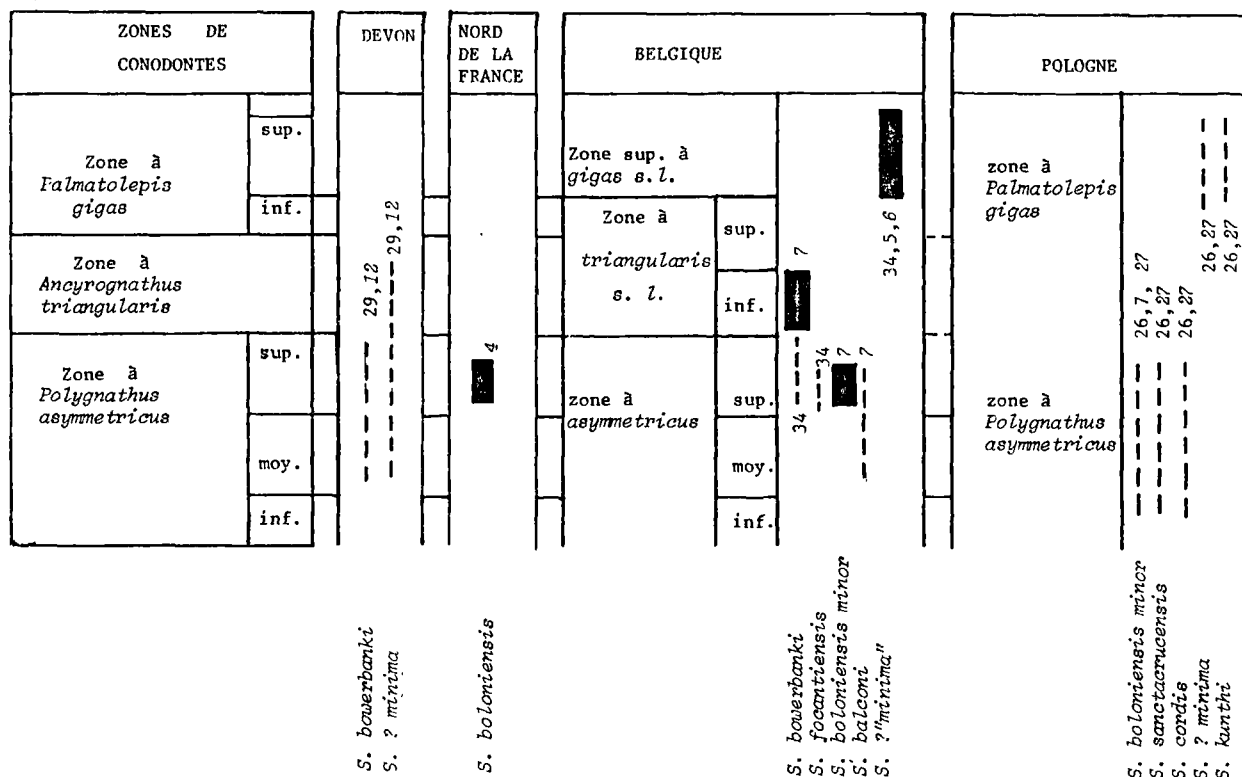 ZONES DE
CONODONTES
DEVON
NORD
DE LA
FRANCE
BELGIQUE
POLOGNE
sup.
Zone à
Palmatolepis
gigas
inf.
Zone à
Ancyrognathus
triangularis
sup.
Zone à
Polygnathus
asymmetricus
moy.
inf.
29,12
29,12
4
Zone sup. à
gigas s.l.
Zone à
triangularis
s. l.
sup.
inf.
zone à
asymmetricus
sup.
moy.
inf.
7
34
34
7
7
34,5,6
zone à
Palmatolepis
gigas
zone à
Polygnathus
asymmetricus
26,7,27
26,27
26,27
26,27
26,27
S. bowerbanki
S. ? minima
S. boloniensis
S. bowerbanki
S. focantiensis
S. boloniensis minor
S. balconi
S. ?"minima"
S. boloniensis minor
S. sanctacrucensis
S. cordis
S. ? minima
S. kunthi